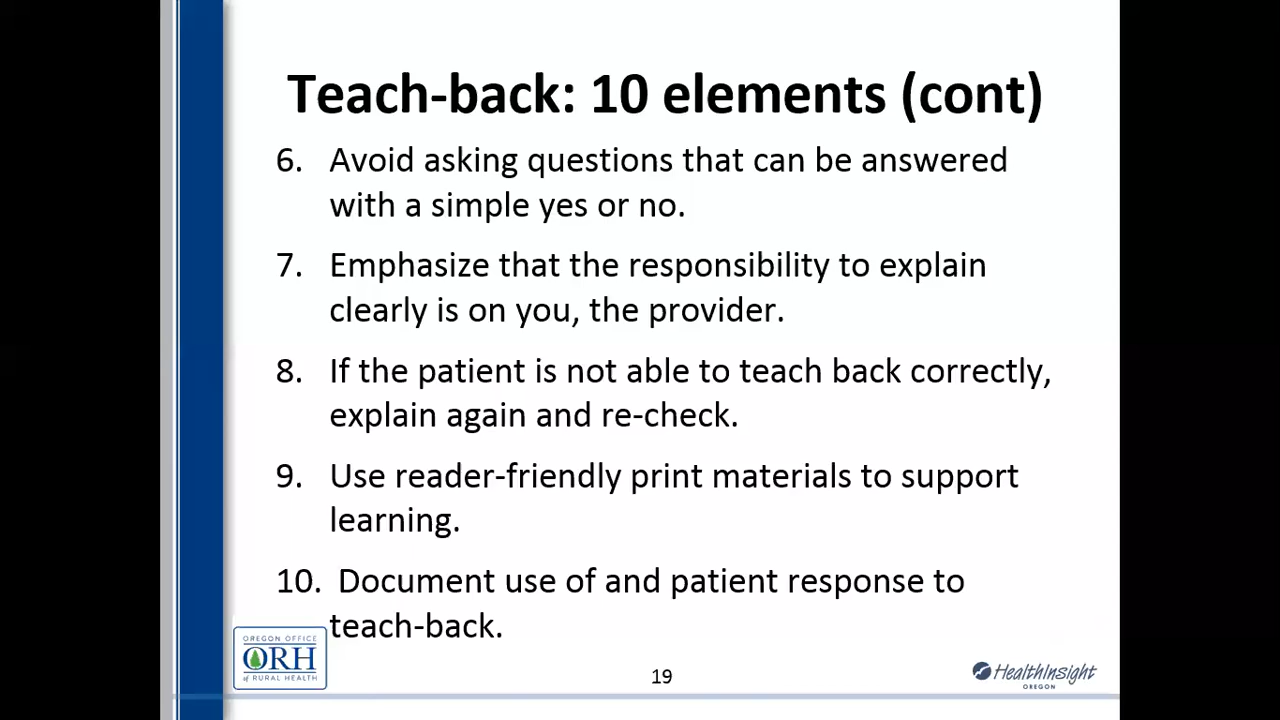 Teach-back: 10 elements (cont)
6. Avoid asking questions that can be answered
with a simple yes or no.
7. Emphasize that the responsibility to explain
clearly is on you, the provider.
8. If the patient is not able to teach back correctly,
explain again and re-check.
9. Use reader-friendly print materials to support
learning.
10. Document use of and patient response to
teach-back.
OREGON OFFICE
ORH
of RURAL HEALTH
19
HealthInsight
OREGON